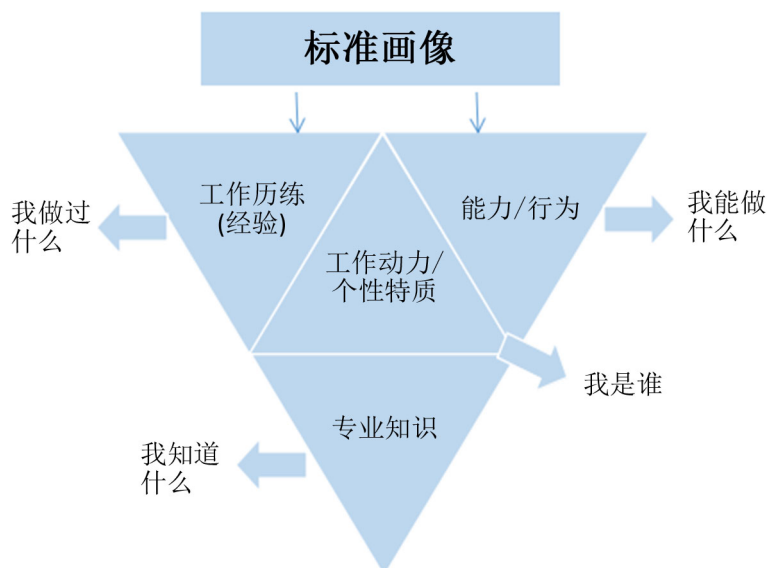 标准画像
工作历练
(经验)
能力/行为
我做过
什么
我能做
什么
工作动力/
个性特质
我是谁
专业知识
我知道
什么